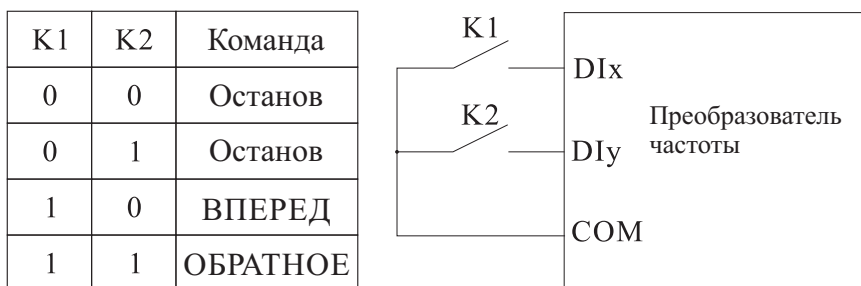 K1 K2 Команда
0 0 Останов
0 1 Останов
1 0 ВПЕРЕД
1 1 ОБРАТНОЕ
K1
DIx
K2
DIy
Преобразователь
частоты
COM